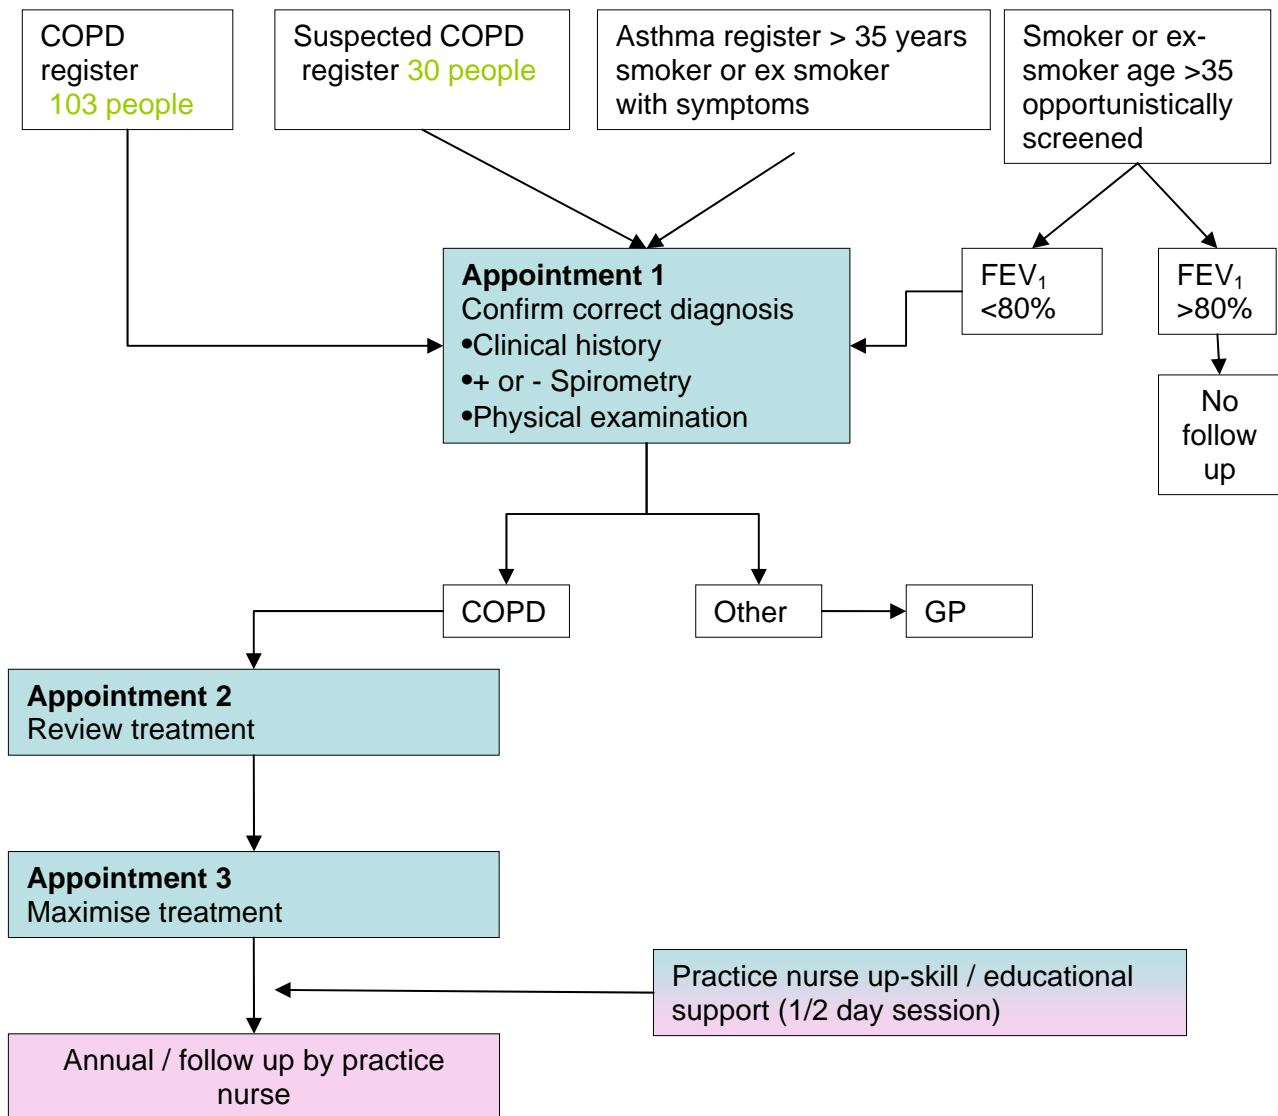 COPD
register
103 people
Suspected COPD
register 30 people
Asthma register > 35 years
smoker or ex smoker
with symptoms
Smoker or ex-
smoker age >35
opportunistically
screened
Appointment 1
Confirm correct diagnosis
•Clinical history
•+ or - Spirometry
•Physical examination
FEV₁
<80%
FEV₁
>80%
No
follow
up
COPD
Other
GP
Appointment 2
Review treatment
Appointment 3
Maximise treatment
Practice nurse up-skill / educational
support (1/2 day session)
Annual / follow up by practice
nurse